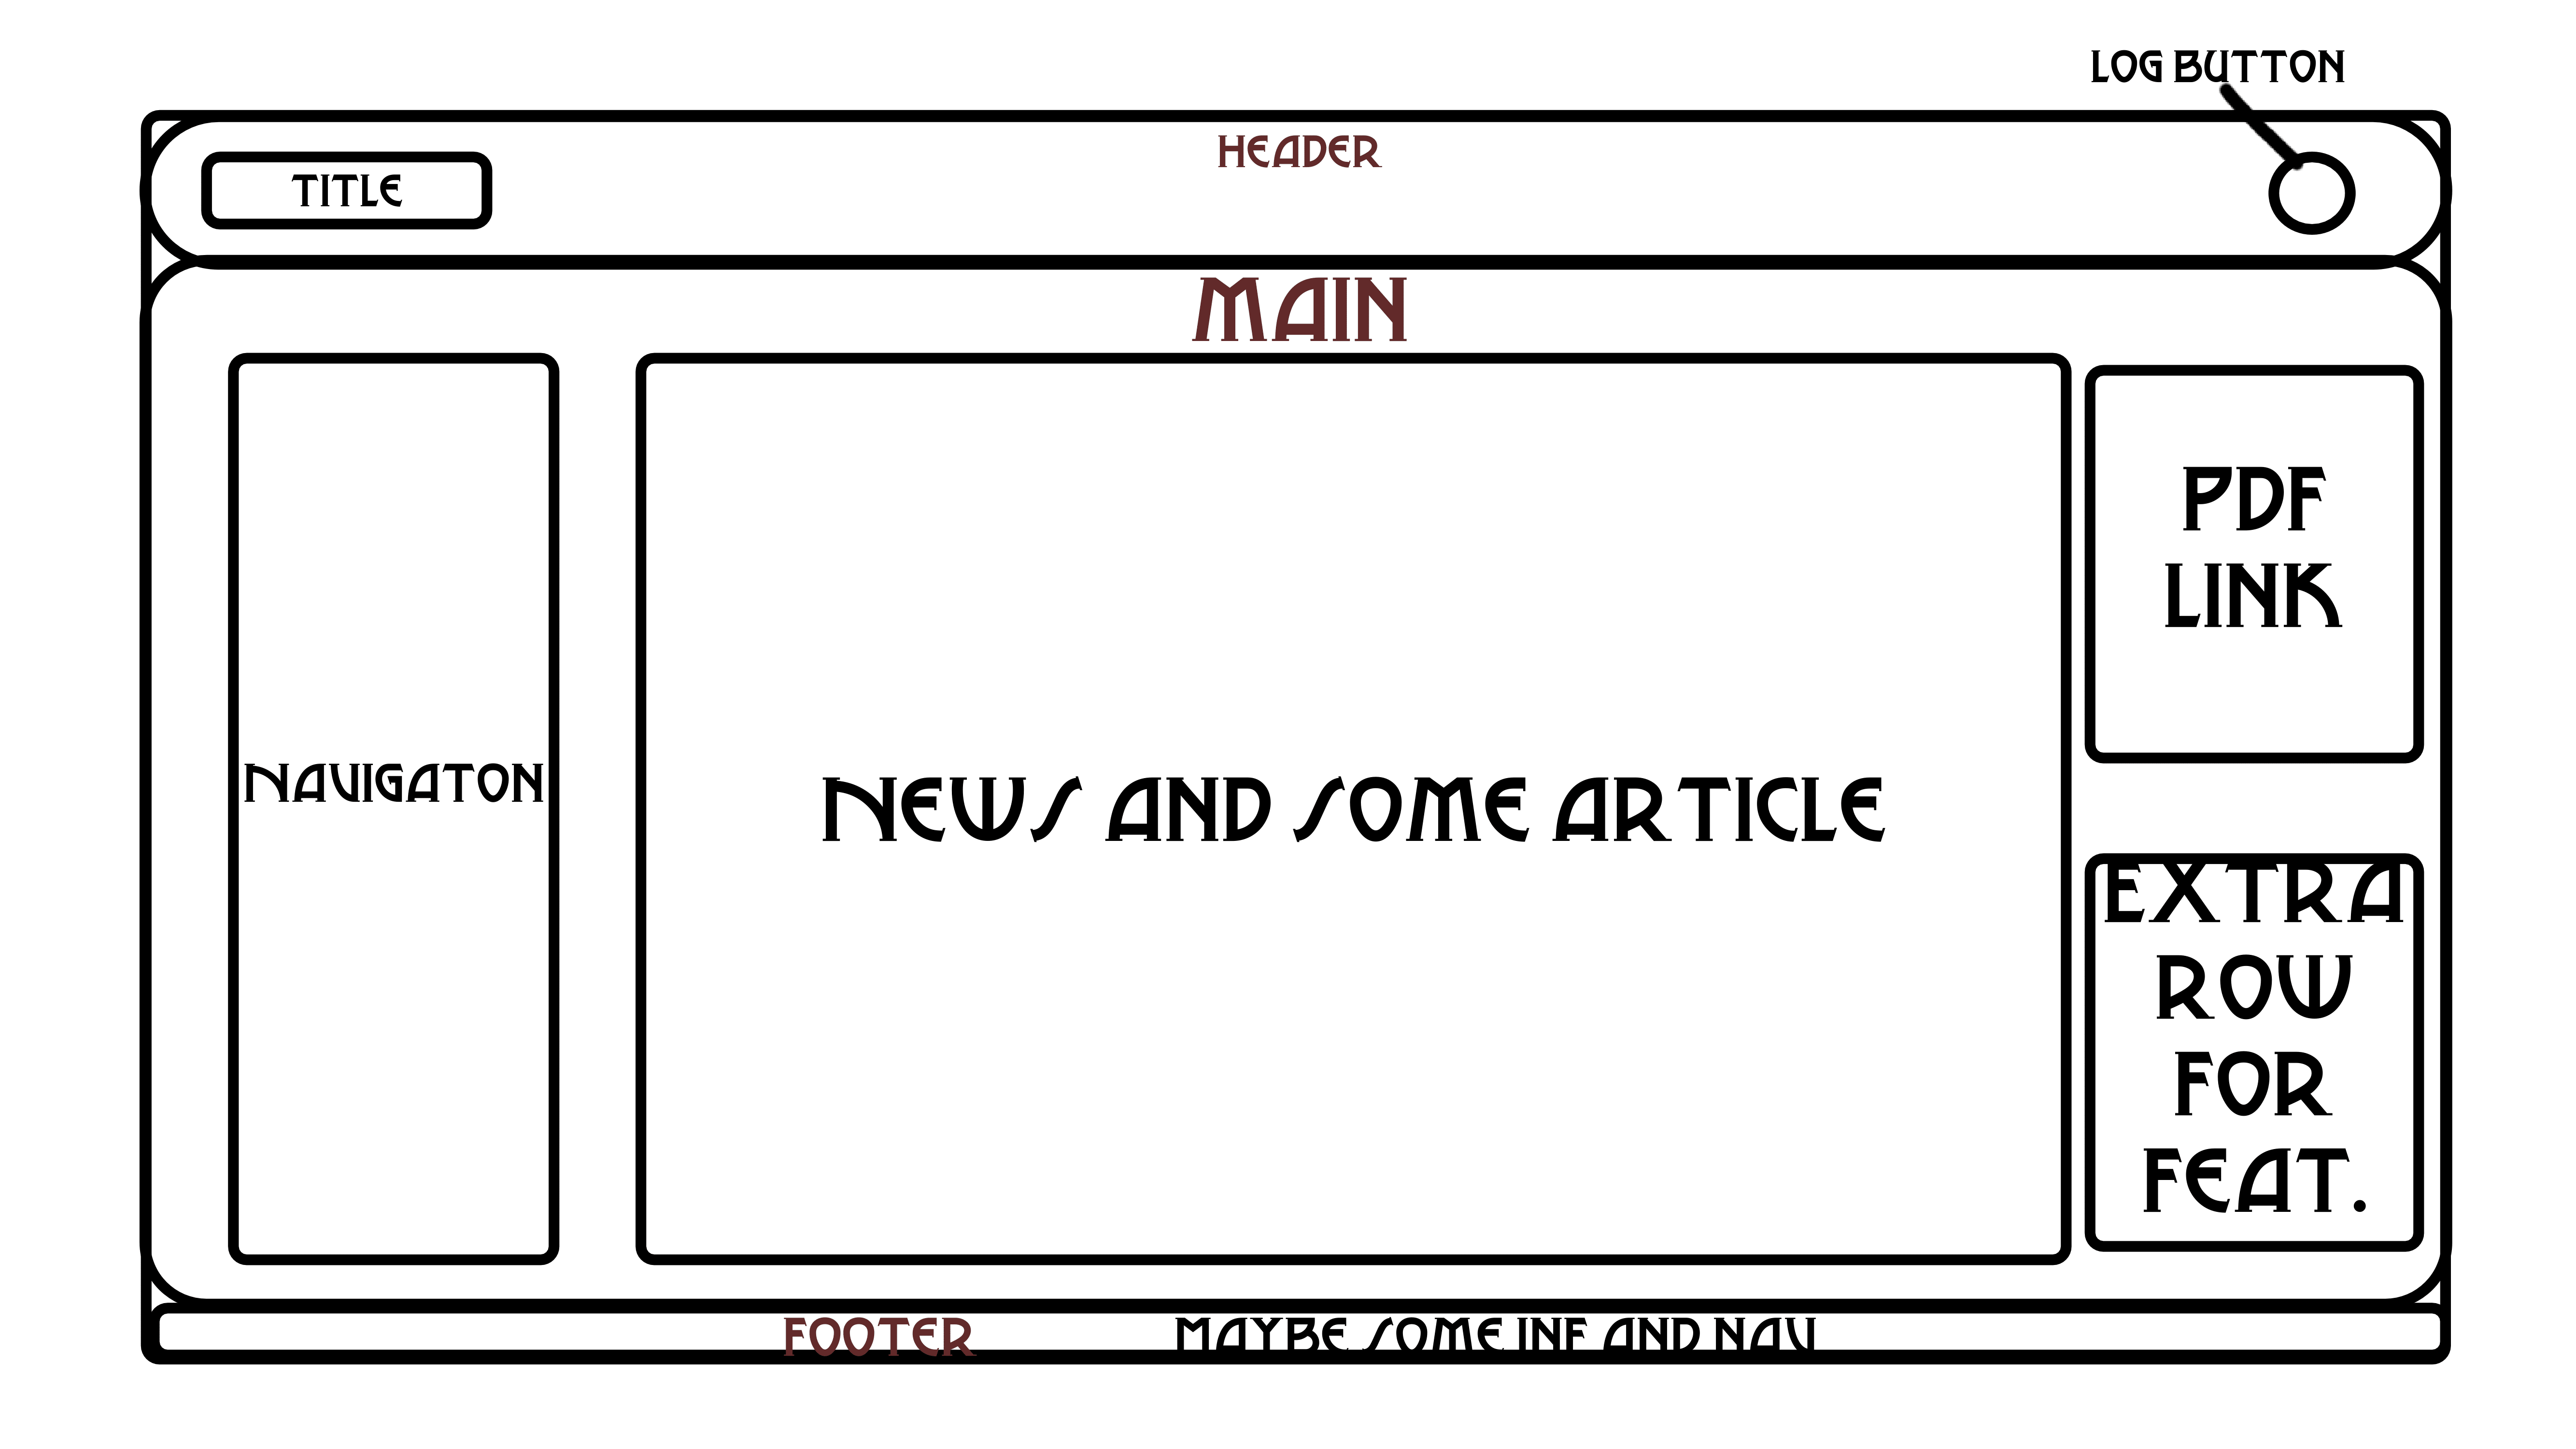 LOG BUTTON
HEADER
TITLE
MAIN
PDF
LINK
NAVIGATON
NEWS AND SOME ARTICLE
EXTRA
ROW
FOR
FEAT.
FOOTER
MAYBE SOME INF AND NAV